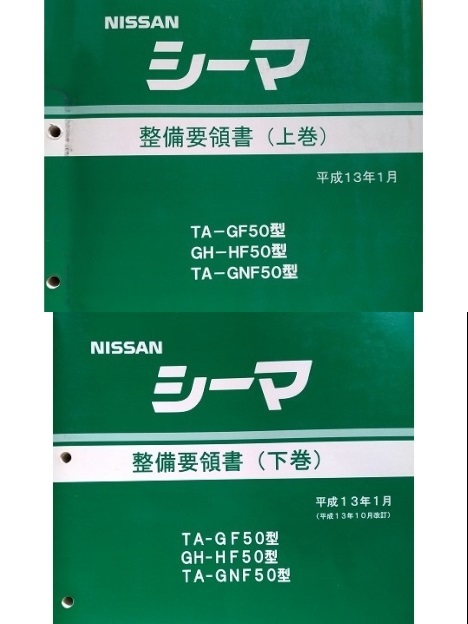 NISSAN
シーマ
整備要領書（上巻）
平成13年1月
TA－GF50型
GH－HF50型
TA－GNF50型
NISSAN
シーマ
整備要領書（下巻）
平成13年1月
（平成13年10月改訂）
TA-GF50型
GH-HF50型
TA-GNF50型